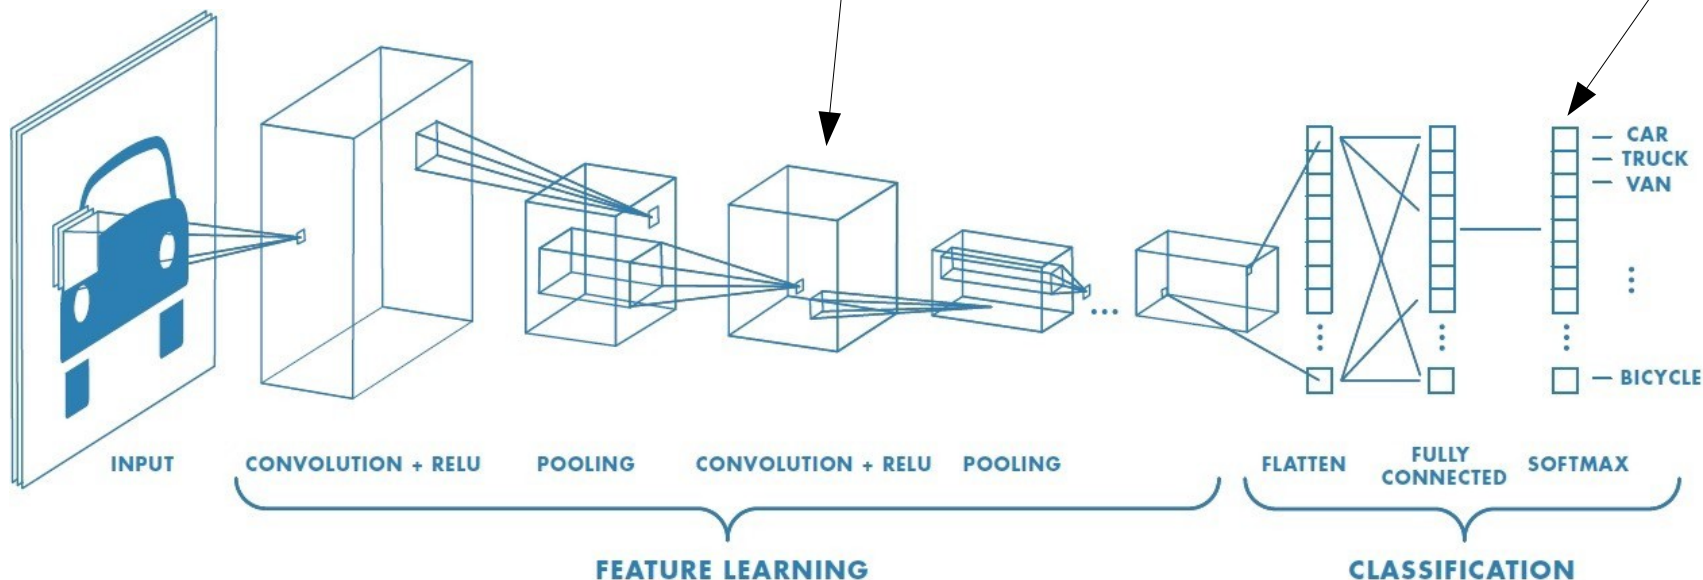 CAR
TRUCK
VAN
BICYCLE
INPUT
CONVOLUTION + RELU
POOLING
CONVOLUTION + RELU
POOLING
FLATTEN
FULLY
CONNECTED
SOFTMAX
FEATURE LEARNING
CLASSIFICATION